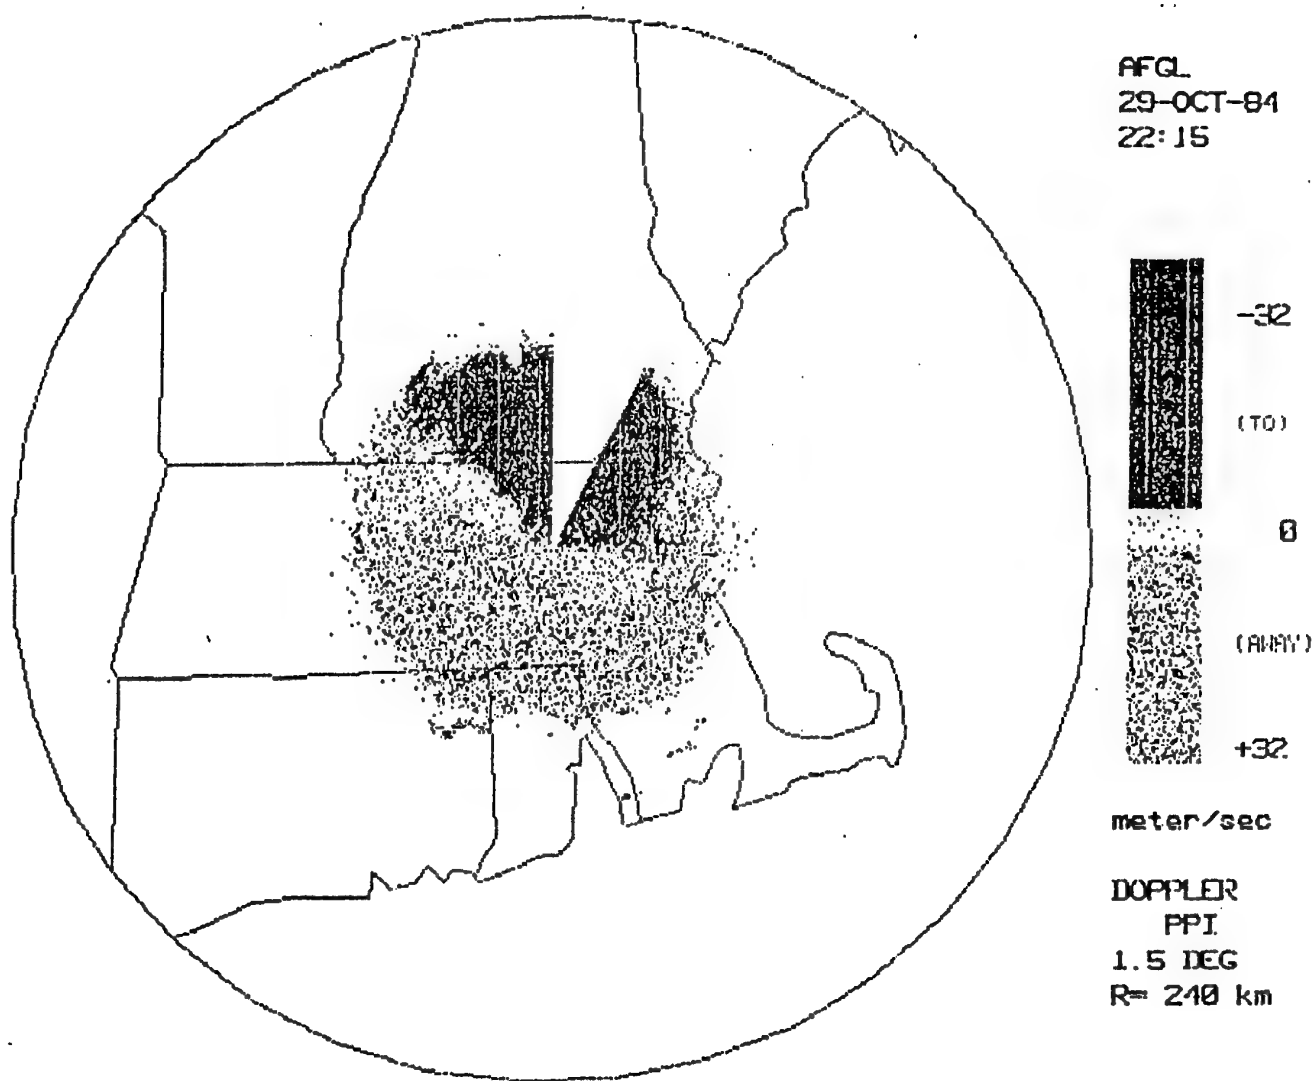 AFGL
29-OCT-84
22:15
-32
(TO)
0
(AWAY)
+32
meter/sec
DOPPLER
PPI
1.5 DEG
R= 240 km